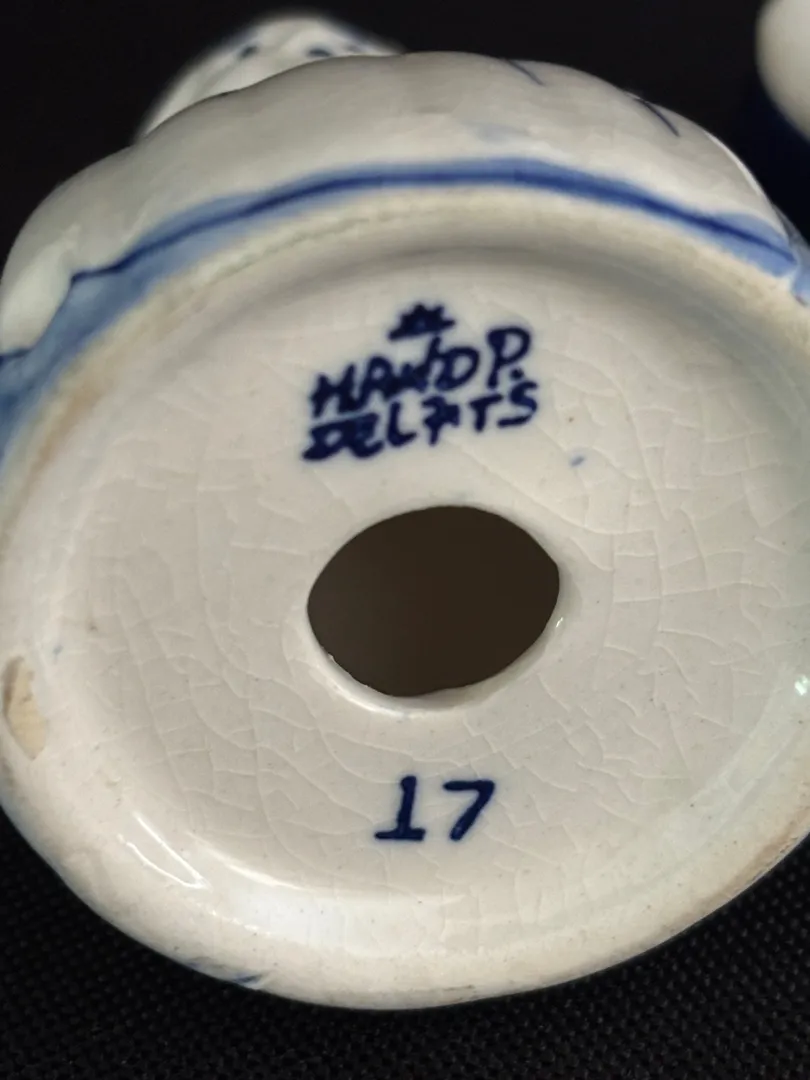 HAND P.
DELFTS
17